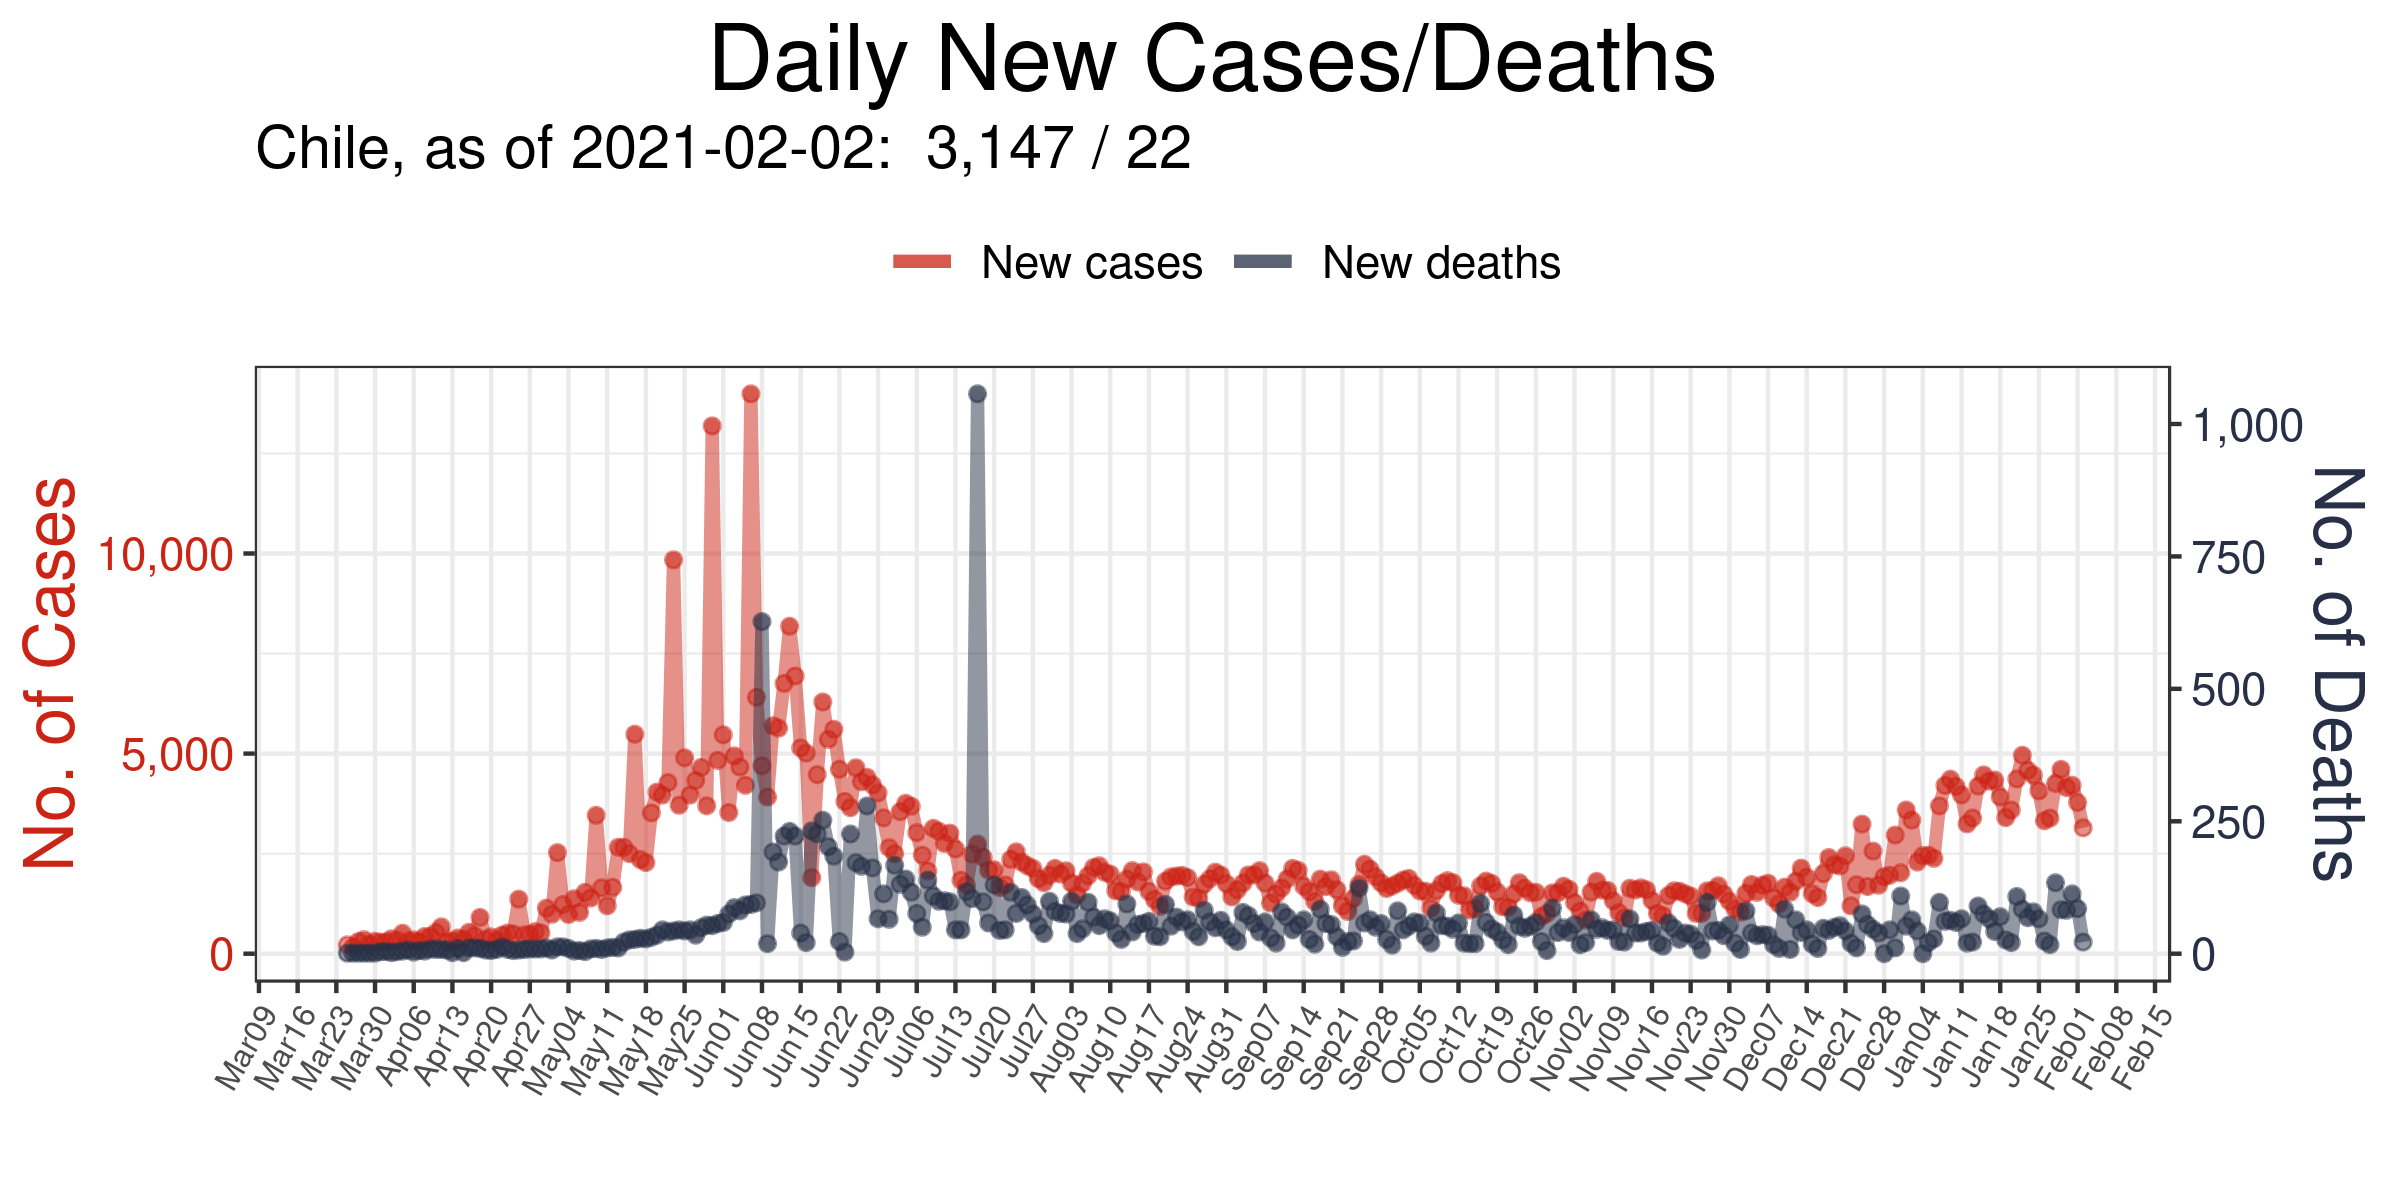 Daily New Cases/Deaths
Chile, as of 2021-02-02:  3,147 / 22
New cases New deaths
No. of Cases
10,000
5,000
0
1,000
750
500
250
0
No. of Deaths
Mar09 Mar16 Mar23 Mar30 Apr06 Apr13 Apr20 Apr27 May04 May11 May18 May25 Jun01 Jun08 Jun15 Jun22 Jun29 Jul06 Jul13 Jul20 Jul27 Aug03 Aug10 Aug17 Aug24 Aug31 Sep07 Sep14 Sep21 Sep28 Oct05 Oct12 Oct19 Oct26 Nov02 Nov09 Nov16 Nov23 Nov30 Dec07 Dec14 Dec21 Dec28 Jan04 Jan11 Jan18 Jan25 Feb01 Feb08 Feb15